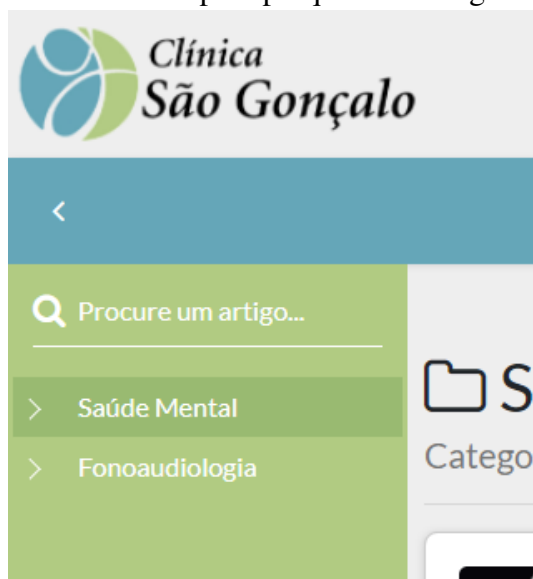 Clínica
São Gonçalo
Procure um artigo...
Saúde Mental
Fonoaudiologia
S
Catego